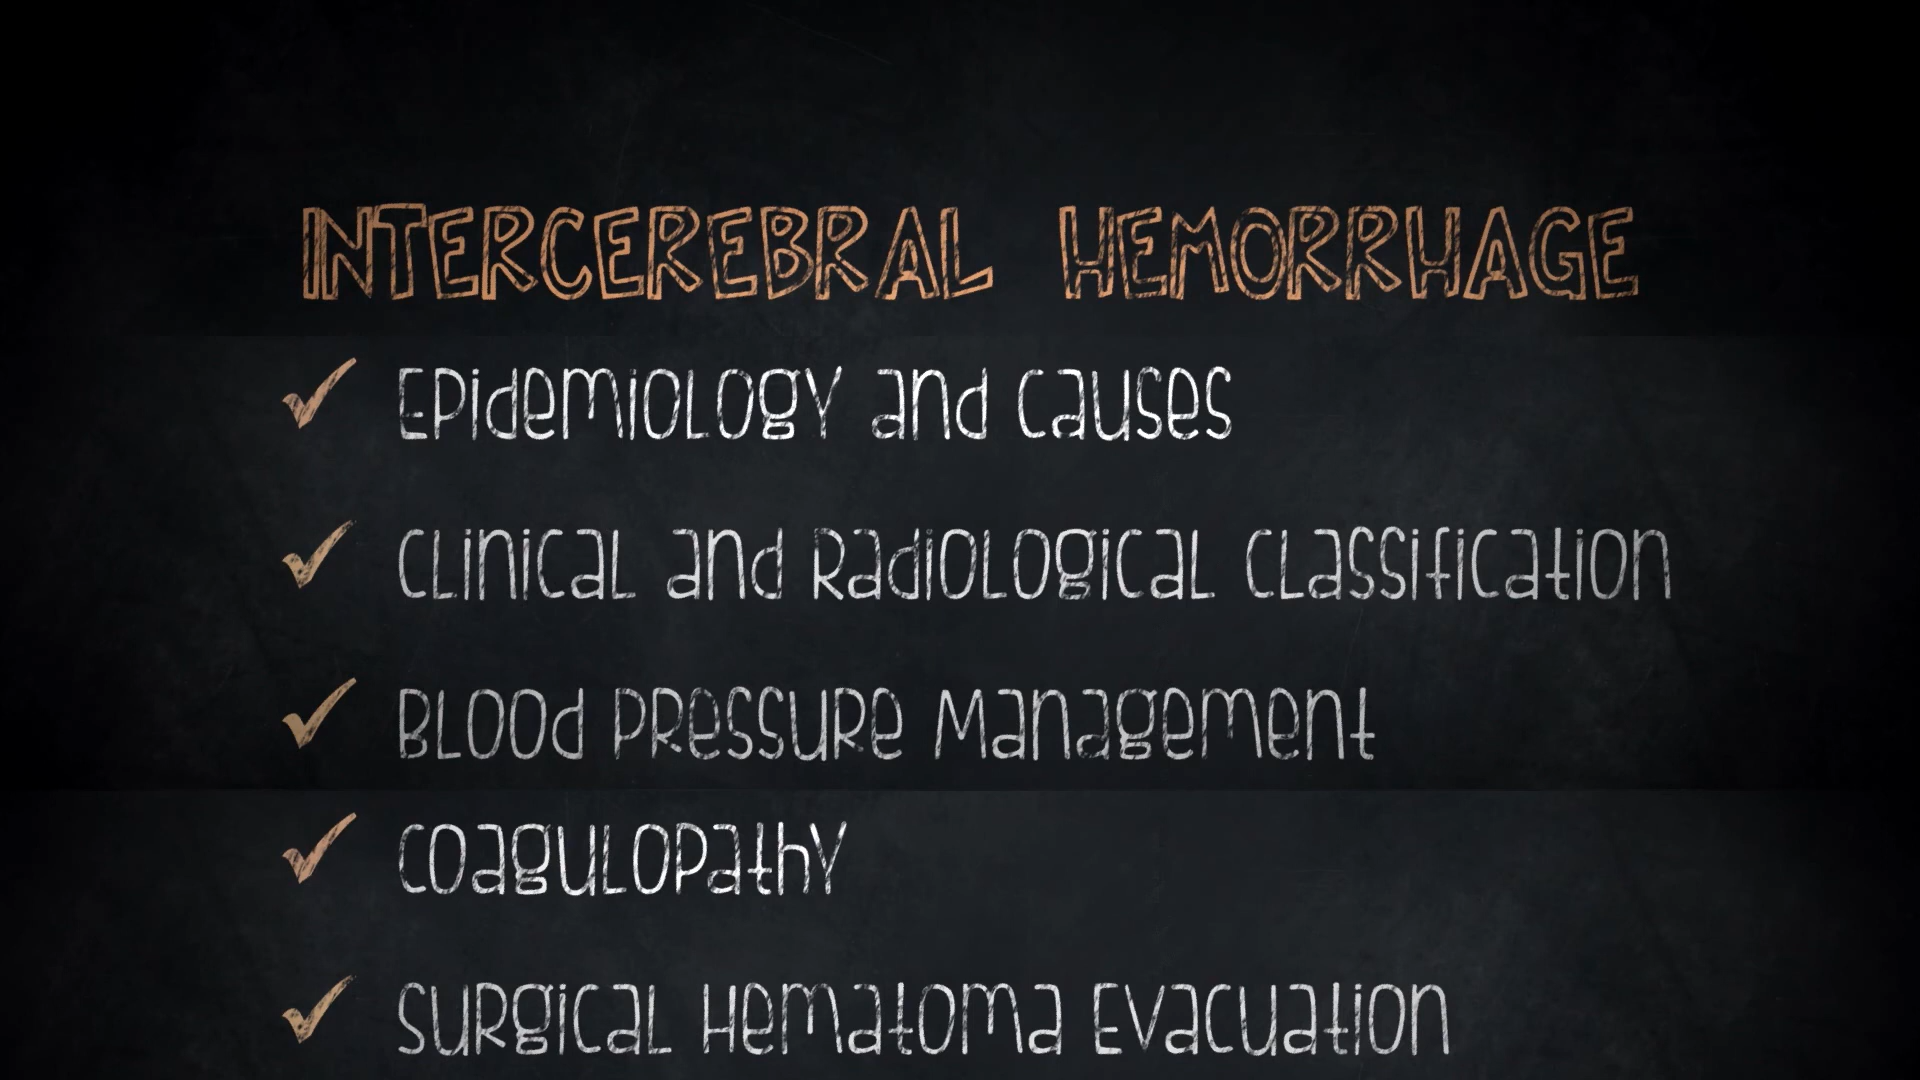 INTERCEREBRAL HEMORRHAGE
Epidemiology and Causes
Clinical and Radiological Classification
Blood Pressure Management
Coagulopathy
Surgical Hematoma Evacuation